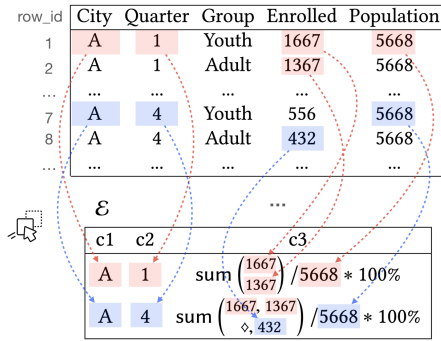 row_id City Quarter Group Enrolled Population
1 A 1 Youth 1667 5668
2 A 1 Adult 1367 5668
... ... ... ... ... ...
7 A 4 Youth 556 5668
8 A 4 Adult 432 5668
... ... ... ... ... ...
ℰ ...
c1 c2 c3
A 1 sum (1667
1367) /5668 * 100%
A 4 sum (1667, 1367
◊, 432) /5668 * 100%